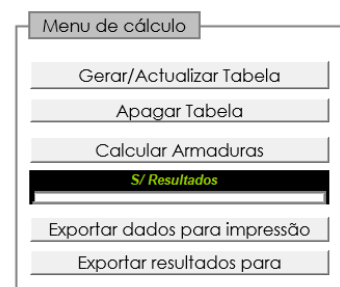 Menu de cálculo
Gerar/Actualizar Tabela
Apagar Tabela
Calcular Armaduras
S/ Resultados
Exportar dados para impressão
Exportar resultados para